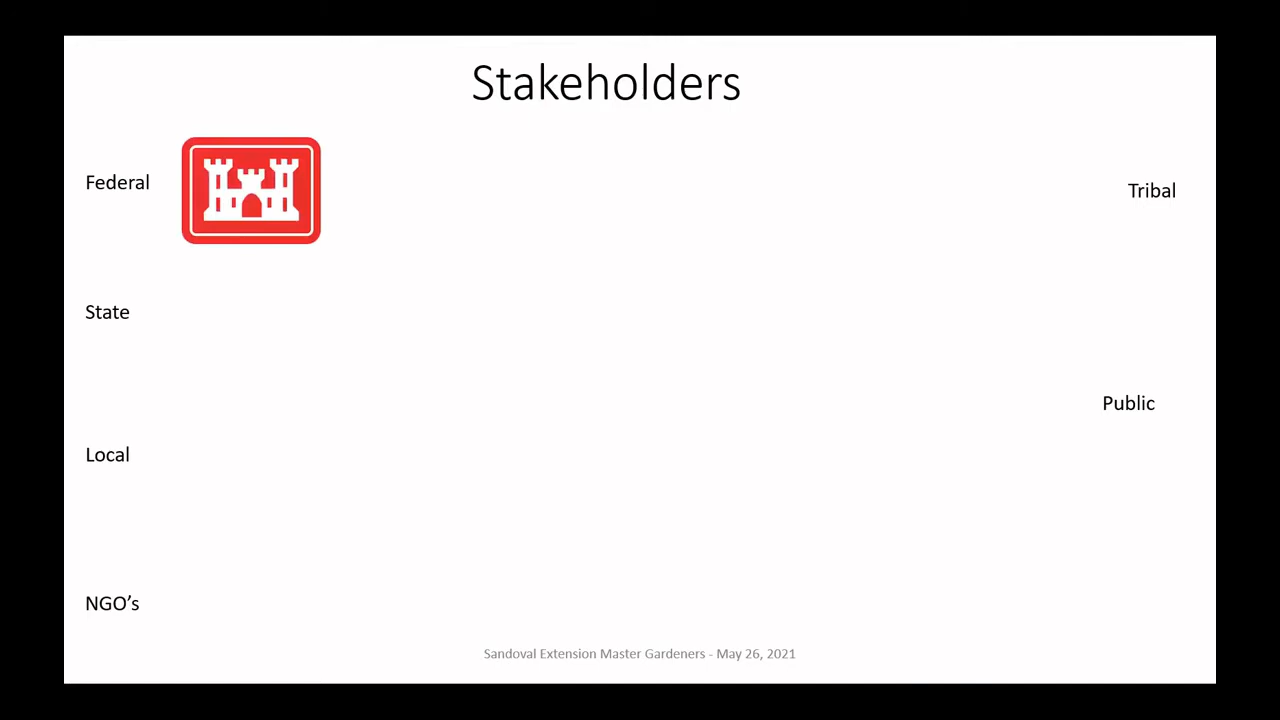 Stakeholders
Federal
Tribal
State
Public
Local
NGO’s
Sandoval Extension Master Gardeners - May 26, 2021